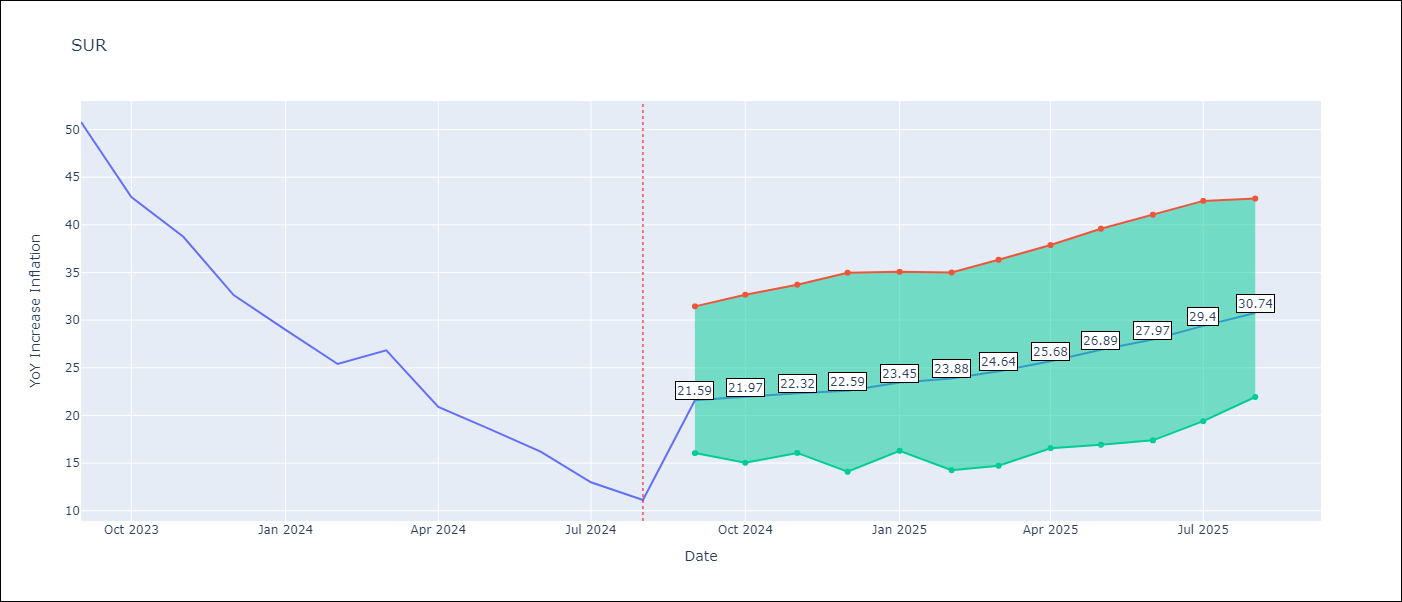 SUR
YoY Increase Inflation
50
45
40
35
30
25
20
15
10
21.59
21.97
22.32
22.59
23.45
23.88
24.64
25.68
26.89
27.97
29.4
30.74
Oct 2023
Jan 2024
Apr 2024
Jul 2024
Oct 2024
Jan 2025
Apr 2025
Jul 2025
Date